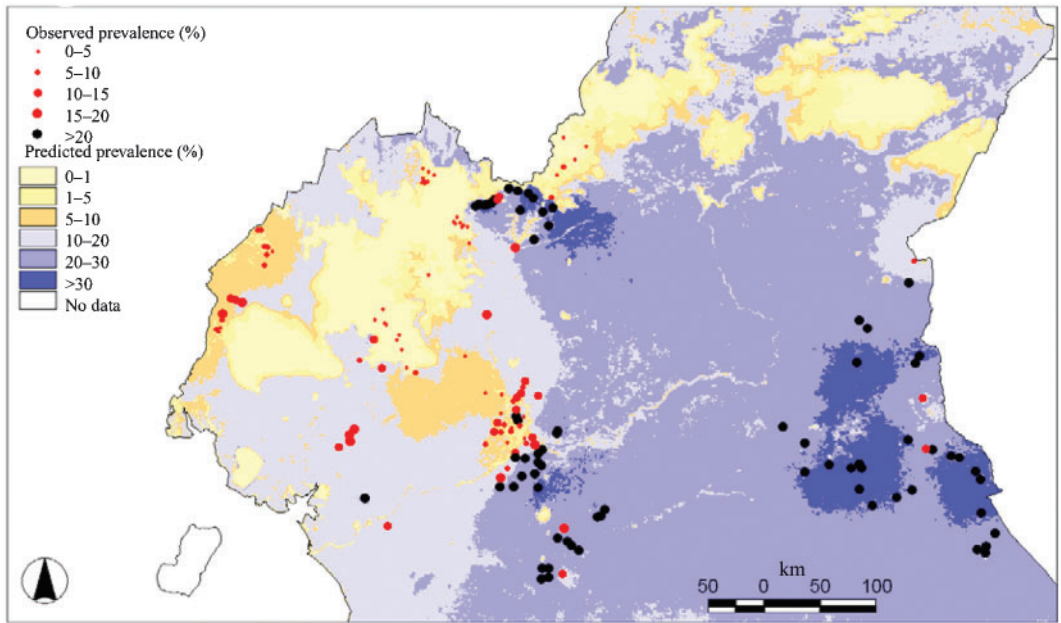 Observed prevalence (%)
0–5
5–10
10–15
15–20
>20
Predicted prevalence (%)
0–1
1–5
5–10
10–20
20–30
>30
No data
km
50 0 50 100